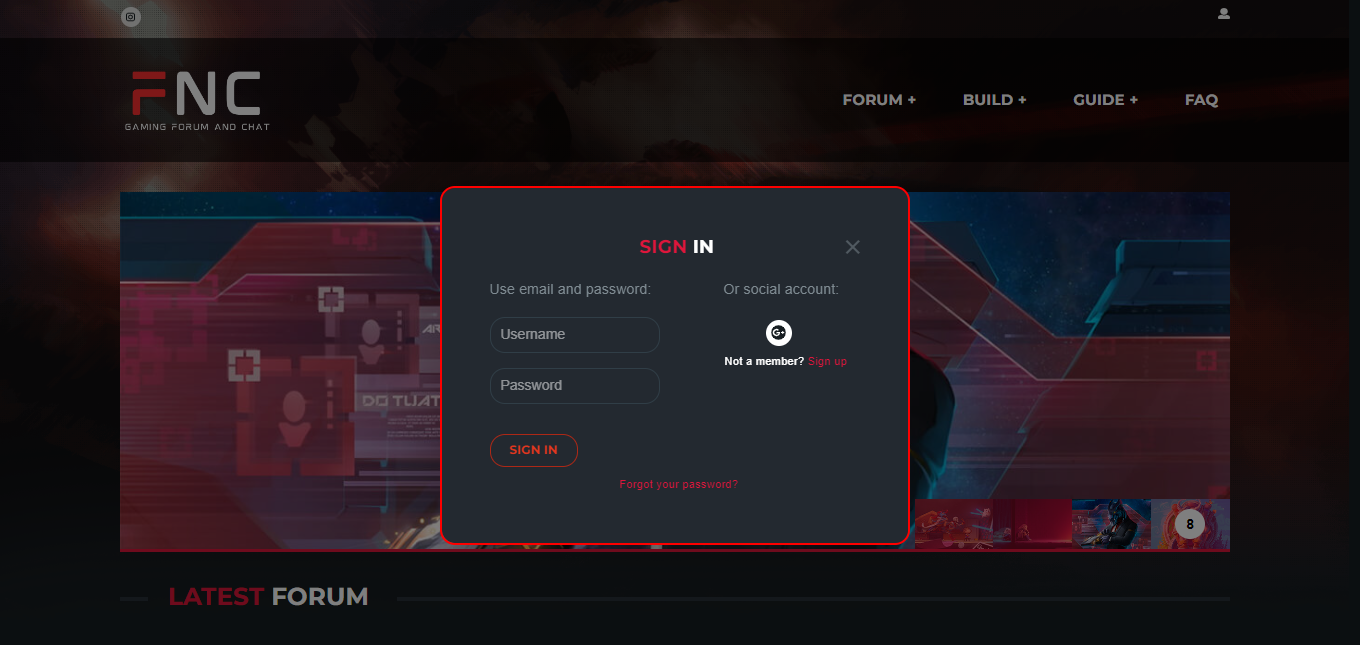 FNC
GAMING FORUM AND CHAT
FORUM +
BUILD +
GUIDE +
FAQ
SIGN IN
Use email and password:
Or social account:
Username
G+
Not a member? Sign up
Password
DO TUAT
SIGN IN
Forgot your password?
8
LATEST FORUM